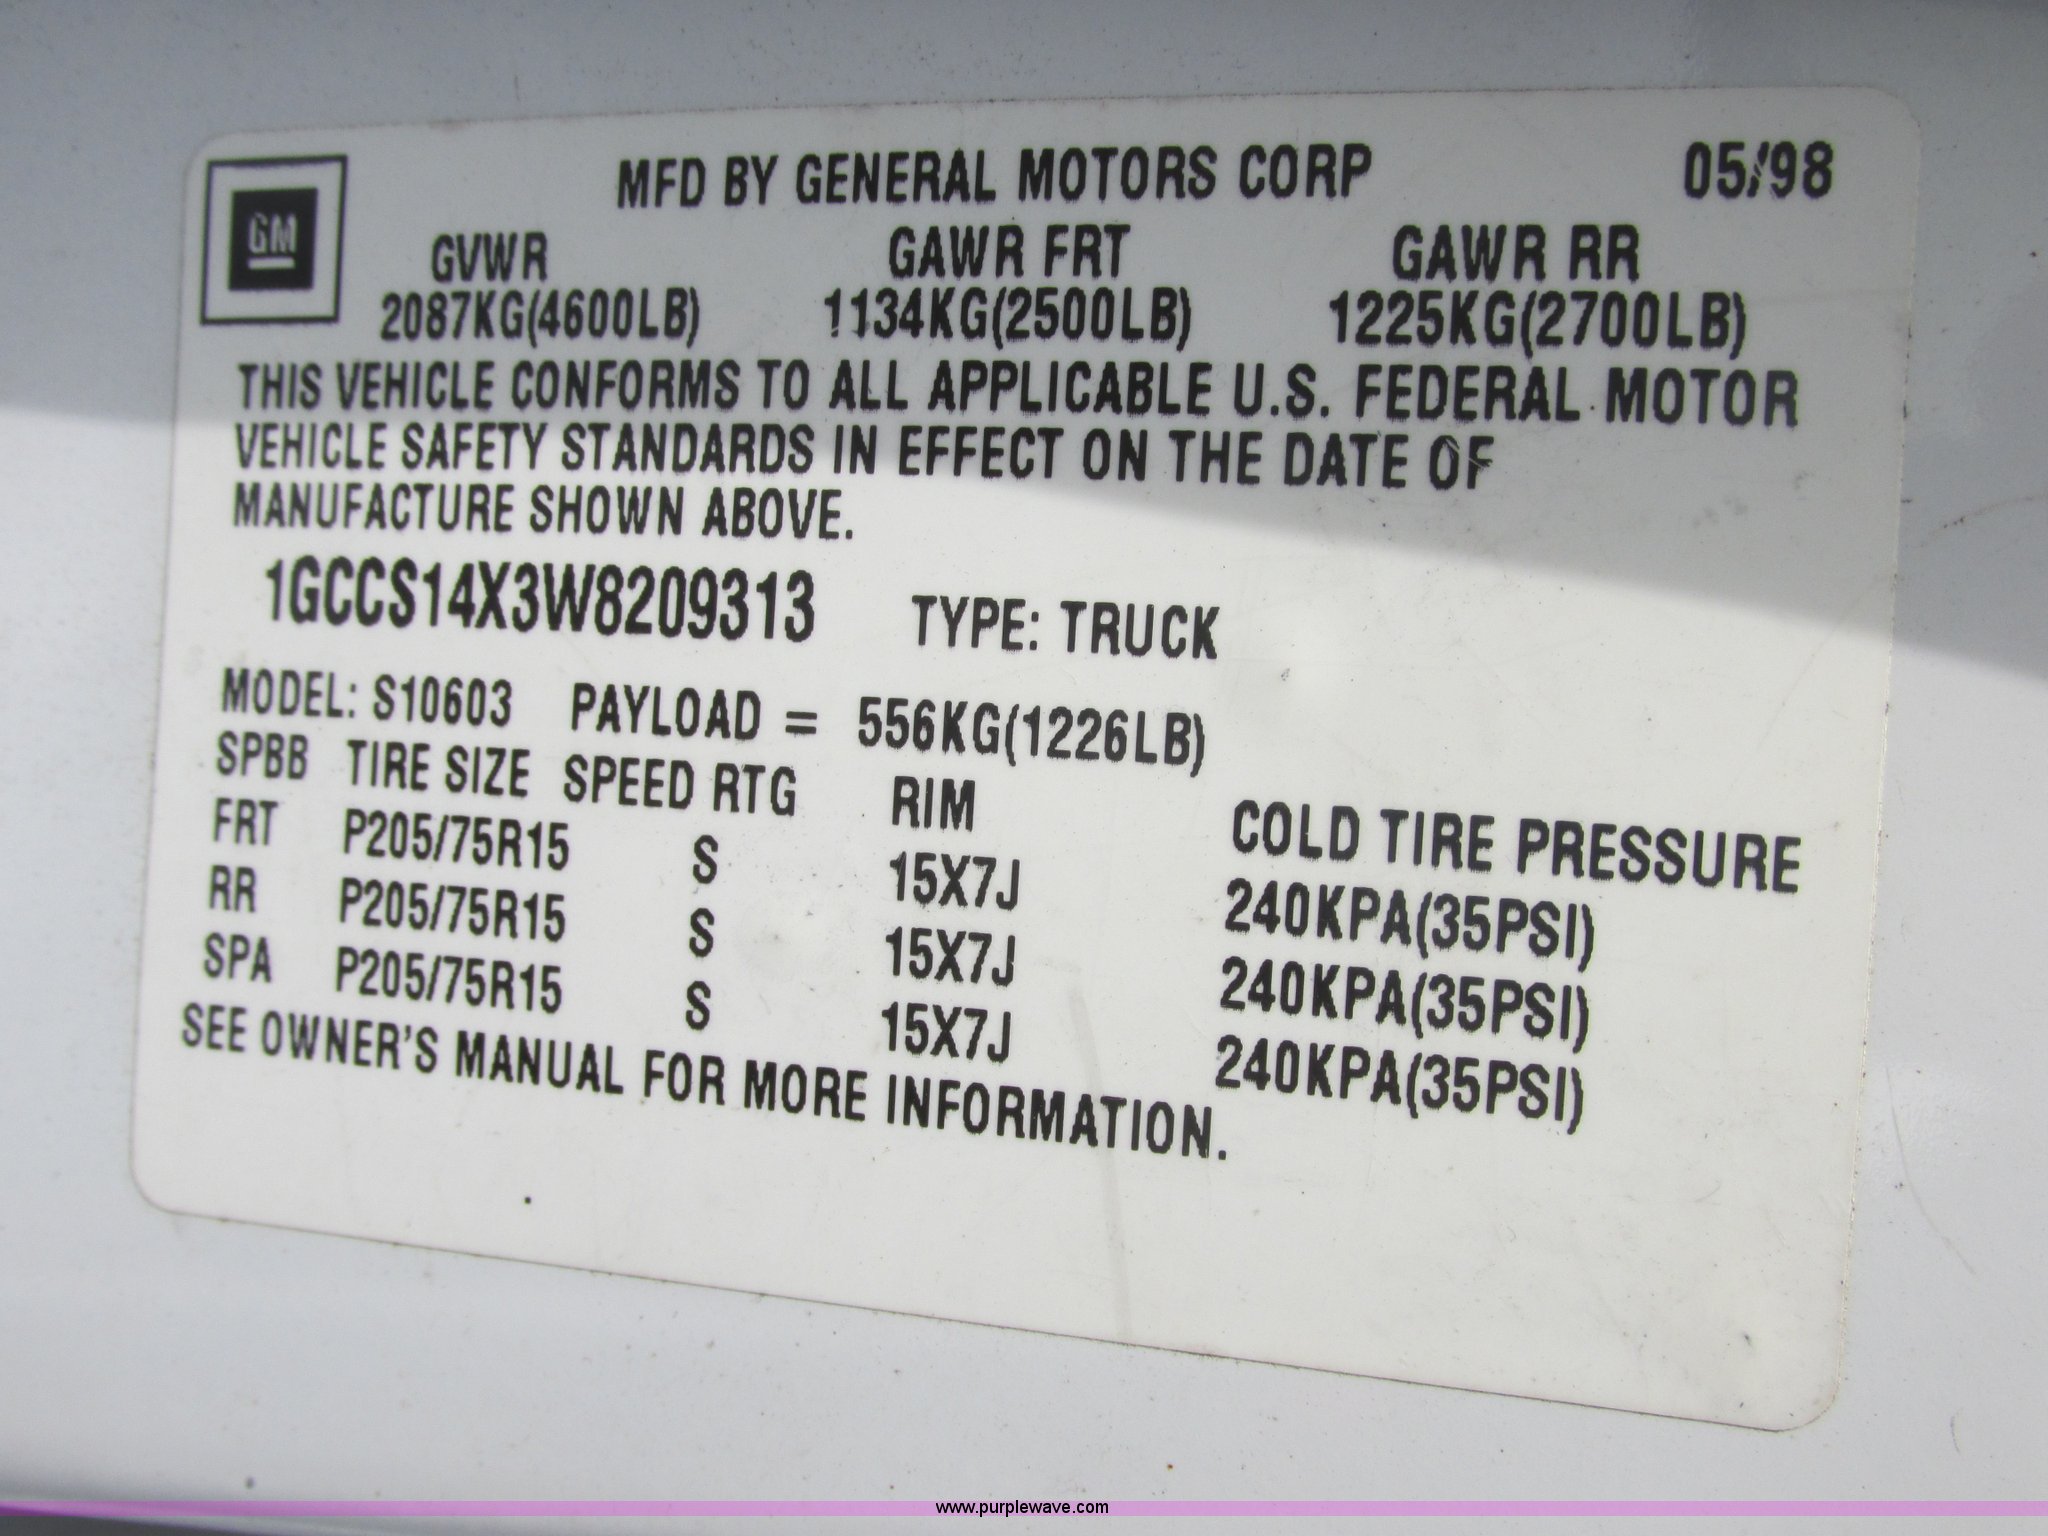 GM
MFD BY GENERAL MOTORS CORP 05/98
GVWR GAWR FRT GAWR RR
2087KG(4600LB) 1134KG(2500LB) 1225KG(2700LB)
THIS VEHICLE CONFORMS TO ALL APPLICABLE U.S. FEDERAL MOTOR
VEHICLE SAFETY STANDARDS IN EFFECT ON THE DATE OF
MANUFACTURE SHOWN ABOVE.
1GCCS14X3W8209313 TYPE: TRUCK
MODEL: S10603 PAYLOAD = 556KG(1226LB)
SPBB TIRE SIZE SPEED RTG RIM COLD TIRE PRESSURE
FRT P205/75R15 S 15X7J 240KPA(35PSI)
RR P205/75R15 S 15X7J 240KPA(35PSI)
SPA P205/75R15 S 15X7J 240KPA(35PSI)
SEE OWNER'S MANUAL FOR MORE INFORMATION.
www.purplewave.com